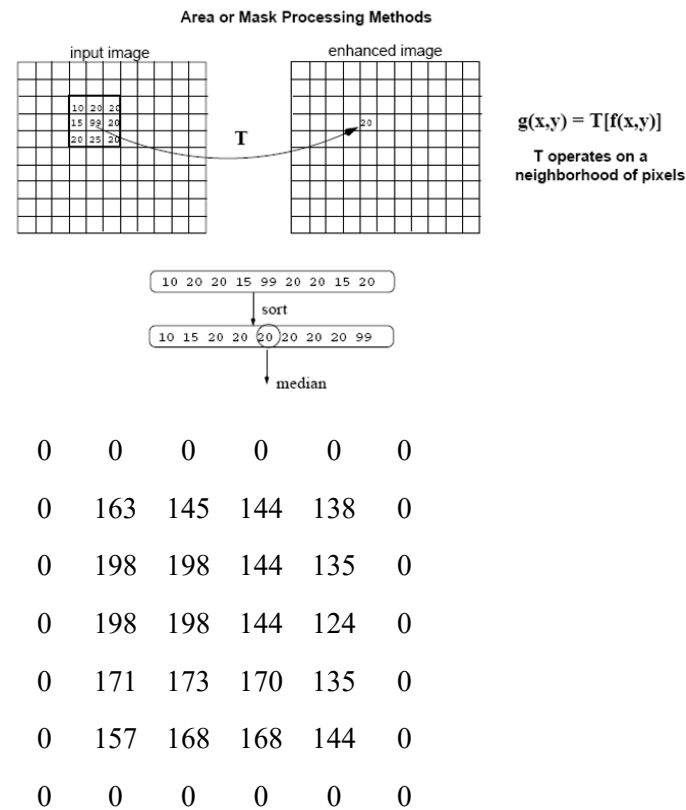 Area or Mask Processing Methods
input image enhanced image
10 20 20
15 99 20
20 25 20
20
T
g(x,y) = T[f(x,y)]
T operates on a
neighborhood of pixels
10 20 20 15 99 20 20 15 20
sort
10 15 20 20 20 20 20 20 99
median
0 0 0 0 0 0
0 163 145 144 138 0
0 198 198 144 135 0
0 198 198 144 124 0
0 171 173 170 135 0
0 157 168 168 144 0
0 0 0 0 0 0